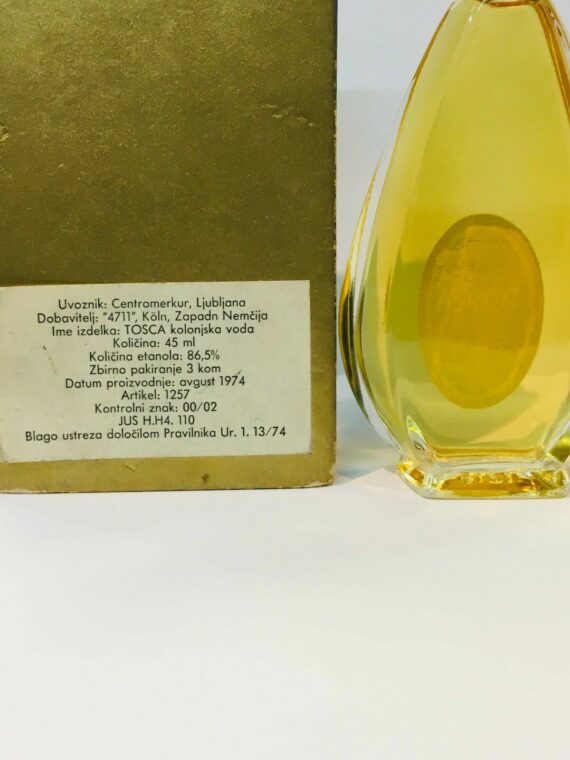 Uvoznik: Centromerkur, Ljubljana
Dobavitelj: "4711", Köln, Zapadn Nemčija
Ime izdelka: TOSCA kolonjska voda
Količina: 45 ml
Količina etanola: 86,5%
Zbirno pakiranje 3 kom
Datum proizvodnje: avgust 1974
Artikel: 1257
Kontrolni znak: 00/02
JUS H.H4. 110
Blago ustreza določilom Pravilnika Ur. 1. 13/74